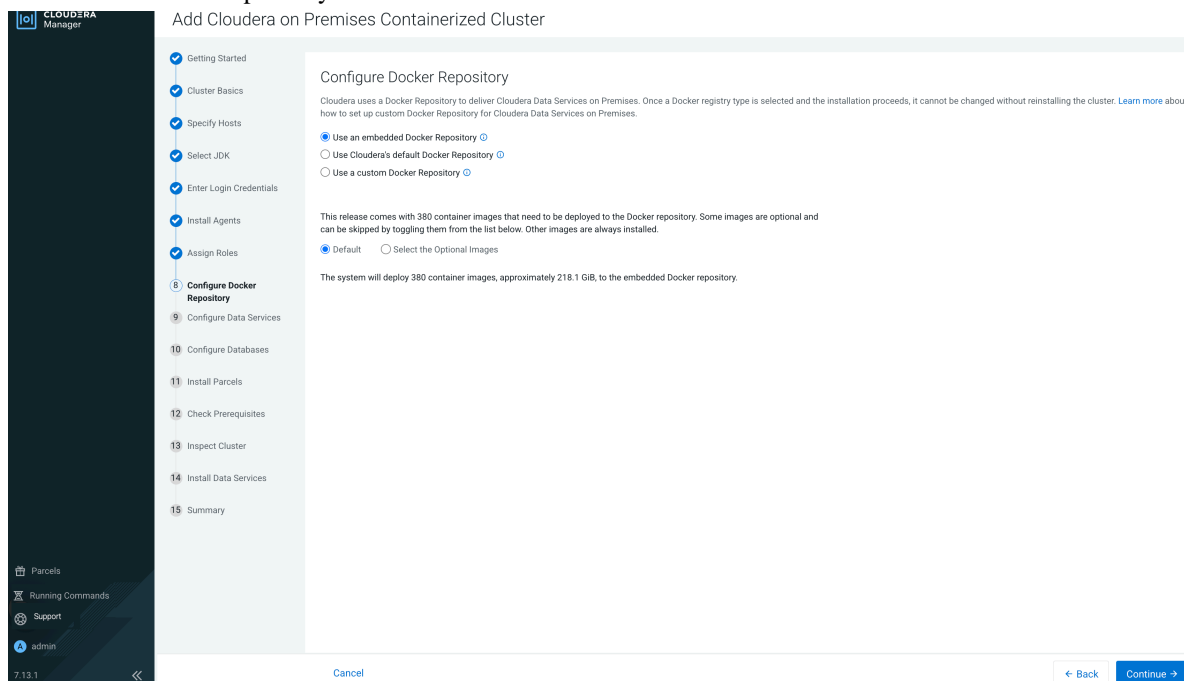 CLOUDERA
Manager
Add Cloudera on Premises Containerized Cluster
Getting Started
Cluster Basics
Specify Hosts
Select JDK
Enter Login Credentials
Install Agents
Assign Roles
8 Configure Docker
Repository
9 Configure Data Services
10 Configure Databases
11 Install Parcels
12 Check Prerequisites
13 Inspect Cluster
14 Install Data Services
15 Summary
Parcels
Running Commands
Support
A admin
7.13.1
Configure Docker Repository
Cloudera uses a Docker Repository to deliver Cloudera Data Services on Premises. Once a Docker registry type is selected and the installation proceeds, it cannot be changed without reinstalling the cluster. Learn more abou
how to set up custom Docker Repository for Cloudera Data Services on Premises.
Use an embedded Docker Repository
Use Cloudera's default Docker Repository
Use a custom Docker Repository
This release comes with 380 container images that need to be deployed to the Docker repository. Some images are optional and
can be skipped by toggling them from the list below. Other images are always installed.
Default Select the Optional Images
The system will deploy 380 container images, approximately 218.1 GiB, to the embedded Docker repository.
Cancel
← Back
Continue →